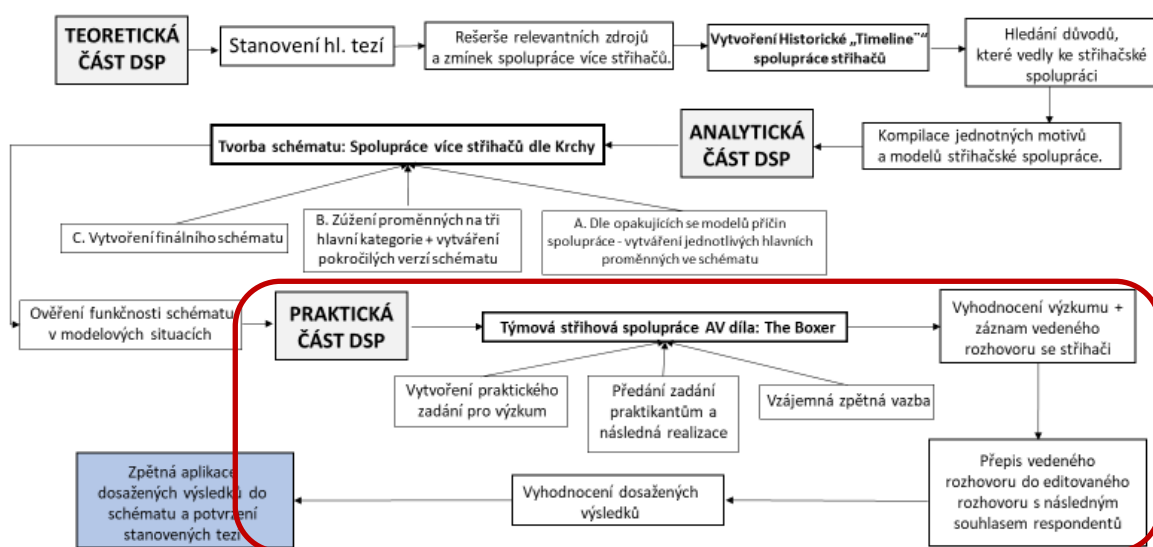 TEORETICKÁ
ČÁST DSP
Stanovení hl. tezí
Rešerše relevantních zdrojů
a zmínek spolupráce více střihačů.
Vytvoření Historické „Timeline¨“
spolupráce střihačů
Hledání důvodů,
které vedly ke střihačské
spolupráci
Kompilace jednotných motivů
a modelů střihačské spolupráce.
ANALYTICKÁ
ČÁST DSP
Tvorba schématu: Spolupráce více střihačů dle Krchy
C. Vytvoření finálního schématu
B. Zúžení proměnných na tři
hlavní kategorie + vytváření
pokročilých verzí schématu
A. Dle opakujících se modelů příčin
spolupráce - vytváření jednotlivých hlavních
proměnných ve schématu
Ověření funkčnosti schématu
v modelových situacích
PRAKTICKÁ
ČÁST DSP
Týmová střihová spolupráce AV díla: The Boxer
Vyhodnocení výzkumu +
záznam vedeného
rozhovoru se střihači
Vytvoření praktického
zadání pro výzkum
Předání zadání
praktikantům a
následná realizace
Vzájemná zpětná vazba
Přepis vedeného
rozhovoru do editovaného
rozhovoru s následným
souhlasem respondentů
Vyhodnocení dosažených
výsledků
Zpětná aplikace
dosažených výsledků do
schématu a potvrzení
stanovených tezí